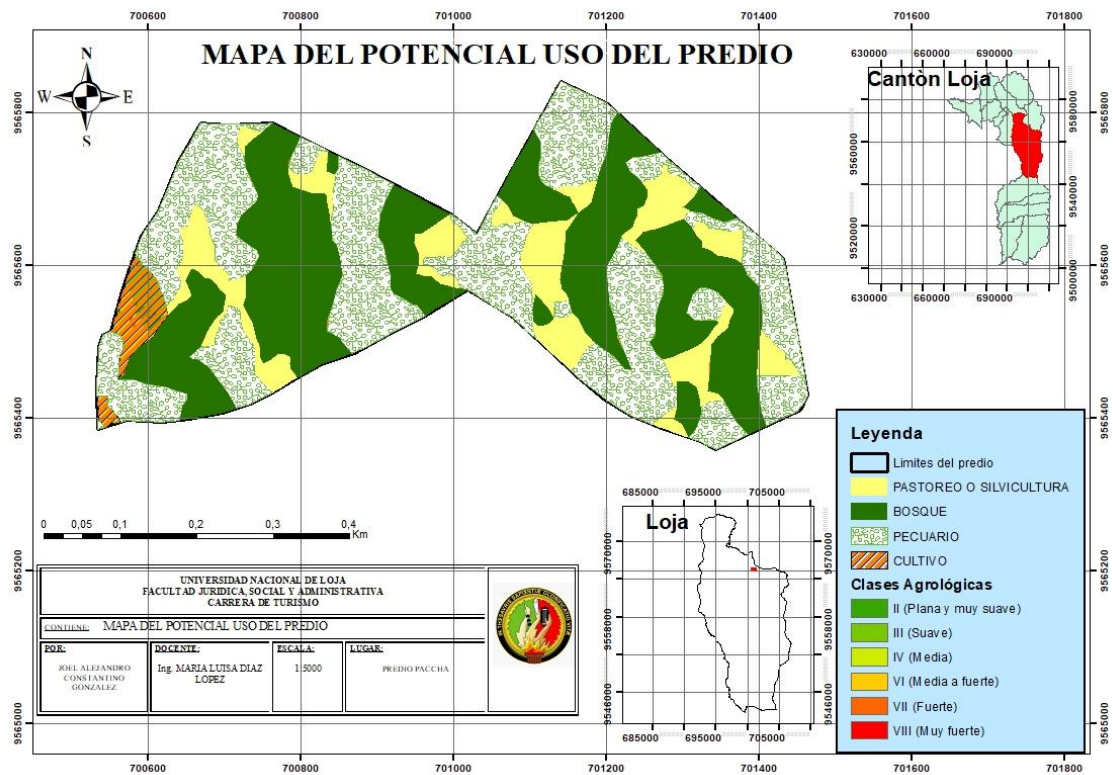 700600 700800 701000 701200 701400 701600 701800
MAPA DEL POTENCIAL USO DEL PREDIO
N
W E
S
9565800
9565600
9565400
9565200
9565000
9565800
9565600
9565400
9565200
9565000
630000 660000 690000
Cantòn Loja
9560000
9520000
9580000
9540000
9500000
630000 660000 690000
685000 695000 705000
Loja
9570000
9558000
9546000
9570000
9558000
9546000
685000 695000 705000
0 0,05 0,1 0,2 0,3 0,4
Km
UNIVERSIDAD NACIONAL DE LOJA
FACULTAD JURIDICA, SOCIAL Y ADMINISTRATIVA
CARRERA DE TURISMO
CONTIENE: MAPA DEL POTENCIAL USO DEL PREDIO
POR:
JOEL ALEJANDRO
CONSTANTINO
GONZALEZ
DOCENTE:
Ing. MARIA LUISA DIAZ
LOPEZ
ESCALA:
1:5000
LUGAR:
PREDIO PACCHA
Leyenda
Limites del predio
PASTOREO O SILVICULTURA
BOSQUE
PECUARIO
CULTIVO
Clases Agrológicas
II (Plana y muy suave)
III (Suave)
IV (Media)
VI (Media a fuerte)
VII (Fuerte)
VIII (Muy fuerte)
700600 700800 701000 701200 701400 701600 701800